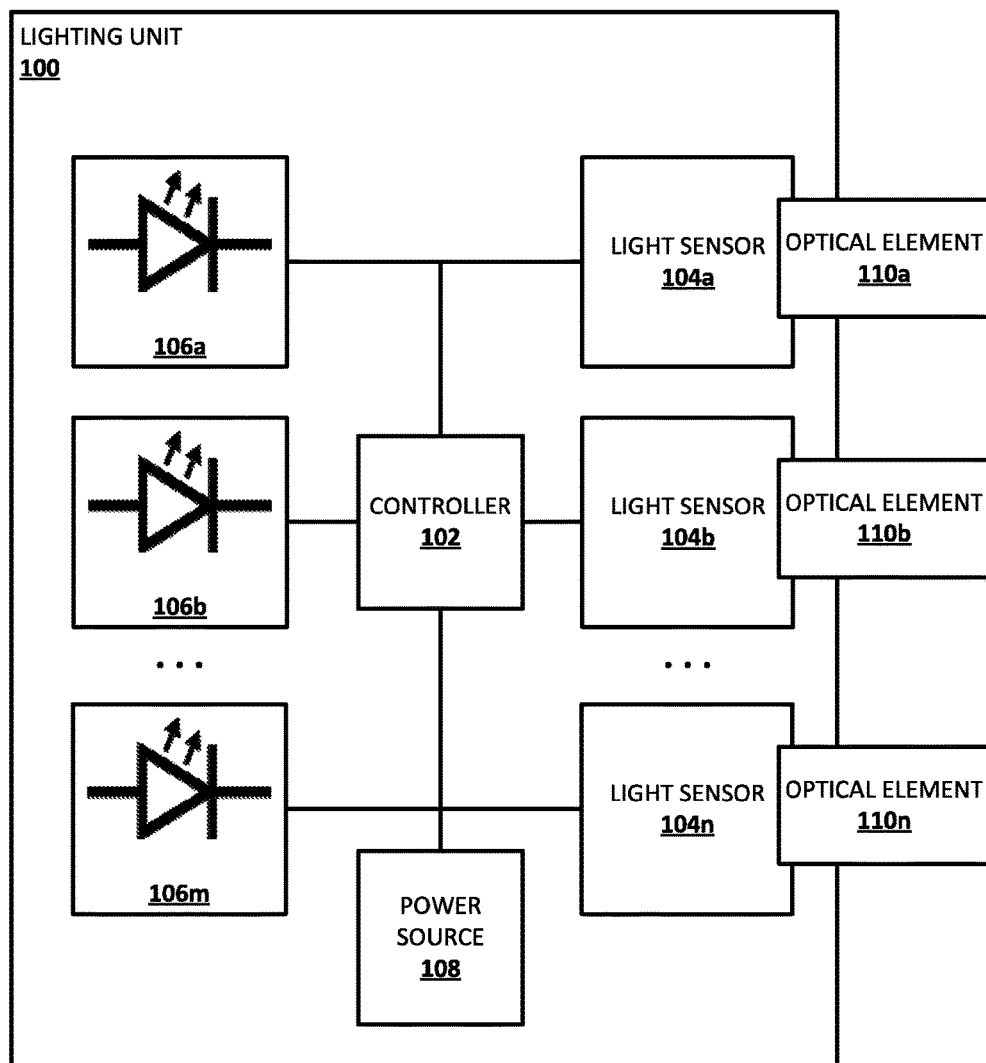 LIGHTING UNIT
100
106a
LIGHT SENSOR
104a
OPTICAL ELEMENT
110a
106b
CONTROLLER
102
LIGHT SENSOR
104b
OPTICAL ELEMENT
110b
. . .
. . .
106m
LIGHT SENSOR
104n
OPTICAL ELEMENT
110n
POWER
SOURCE
108